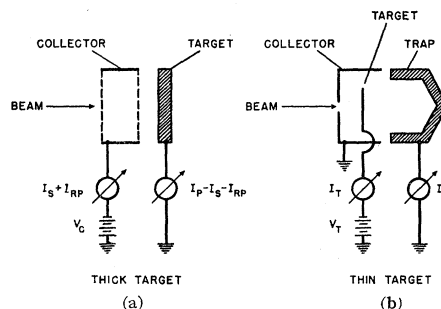 COLLECTOR
TARGET
BEAM
I_S + I_RP
I_P - I_S - I_RP
V_C
THICK TARGET
(a)
TARGET
COLLECTOR
TRAP
BEAM
I_T
I
V_T
THIN TARGET
(b)